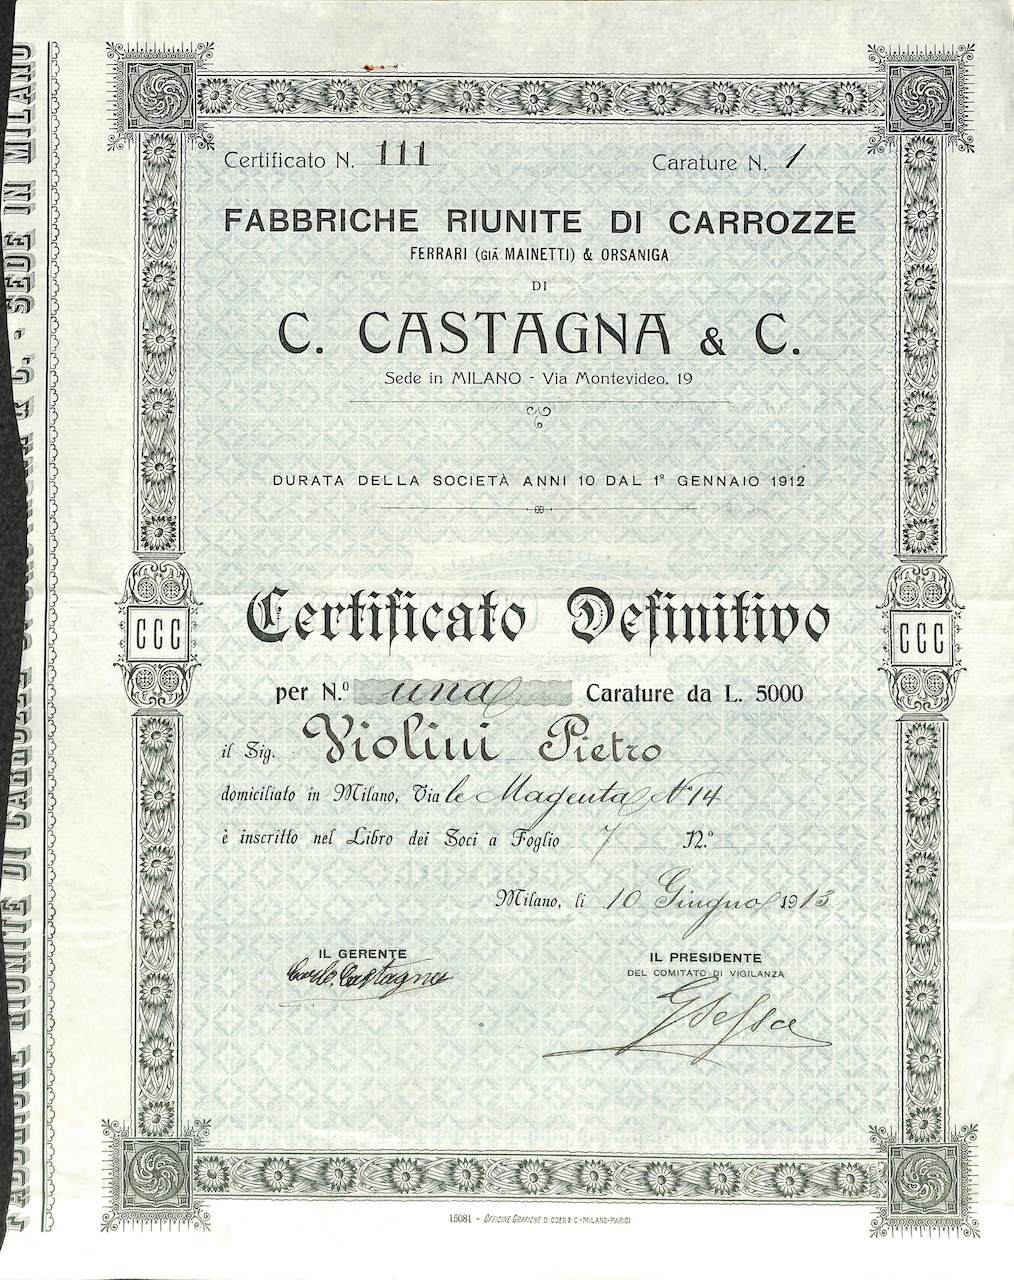 Certificato N. 111 Carature N. 1
FABBRICHE RIUNITE DI CARROZZE
FERRARI (GIÀ MAINETTI) & ORSANIGA
DI
C. CASTAGNA & C.
Sede in MILANO - Via Montevideo, 19
DURATA DELLA SOCIETÀ ANNI 10 DAL 1º GENNAIO 1912
Certificato Definitivo
CCC
CCC
per N.º una Carature da L. 5000
il Sig. Violini Pietro
domiciliato in Milano, Viale Magenta Nº 14
è inscritto nel Libro dei Soci a Foglio 7 N.º
Milano, li 10 Giugno 1913
IL GERENTE
Carlo Castagna
IL PRESIDENTE
DEL COMITATO DI VIGILANZA
15081 - OFFICINE GRAFICHE D. COEN & C - MILANO-PARIGI
& C. - SEDE IN MILANO
RIUNITE DI